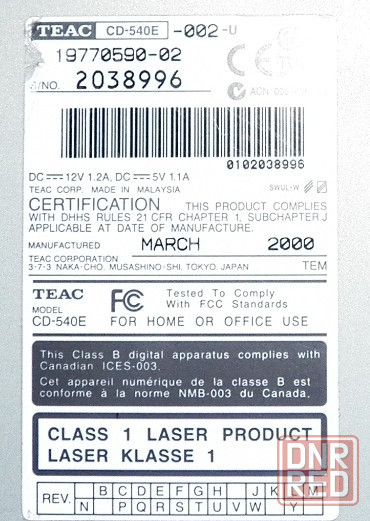 TEAC CD-540E -002-U
19770590-02
S/NO. 2038996
0102038996
DC 12V 1.2A, DC 5V 1.1A
TEAC CORP. MADE IN MALAYSIA
SWUL-W
CERTIFICATION THIS PRODUCT COMPLIES
WITH DHHS RULES 21 CFR CHAPTER 1, SUBCHAPTER J
APPLICABLE AT DATE OF MANUFACTURE.
MANUFACTURED MARCH 2000
TEAC CORPORATION
3-7-3 NAKA-CHO, MUSASHINO-SHI, TOKYO, JAPAN TEM
TEAC
MODEL
CD-540E
FC Tested To Comply
With FCC Standards
FOR HOME OR OFFICE USE
This Class B digital apparatus complies with
Canadian ICES-003.
Cet appareil numérique de la classe B est
conforme à la norme NMB-003 du Canada.
CLASS 1 LASER PRODUCT
LASER KLASSE 1
REV. B C D E F G H J K L M
N P Q R S T U V W Y
DNR
RED